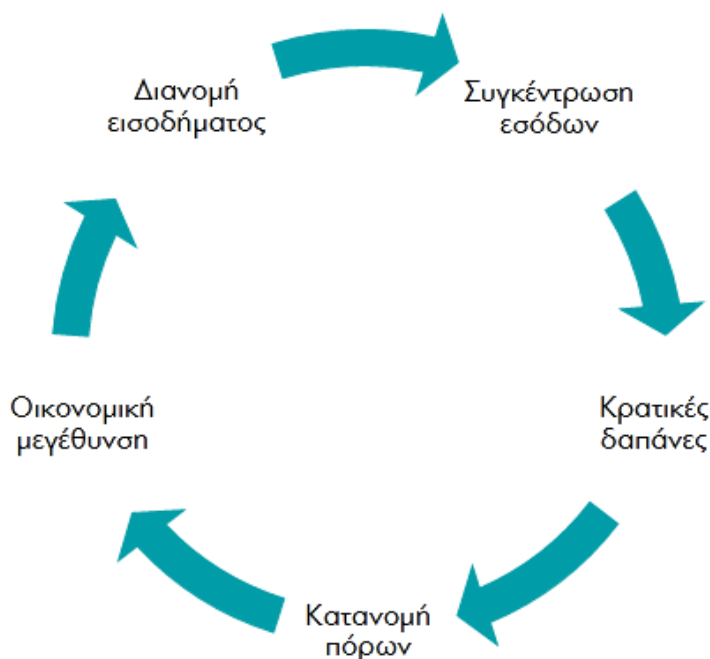 Διανομή
εισοδήματος
Συγκέντρωση
εσόδων
Κρατικές
δαπάνες
Κατανομή
πόρων
Οικονομική
μεγέθυνση